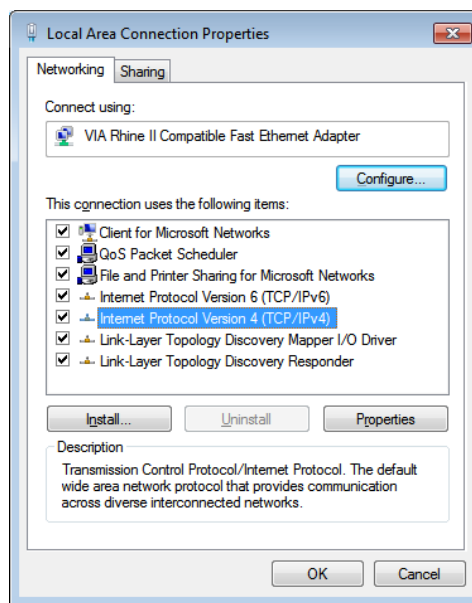 Local Area Connection Properties
Networking
Sharing
Connect using:
VIA Rhine II Compatible Fast Ethernet Adapter
Configure...
This connection uses the following items:
Client for Microsoft Networks
QoS Packet Scheduler
File and Printer Sharing for Microsoft Networks
Internet Protocol Version 6 (TCP/IPv6)
Internet Protocol Version 4 (TCP/IPv4)
Link-Layer Topology Discovery Mapper I/O Driver
Link-Layer Topology Discovery Responder
Install...
Uninstall
Properties
Description
Transmission Control Protocol/Internet Protocol. The default
wide area network protocol that provides communication
across diverse interconnected networks.
OK
Cancel